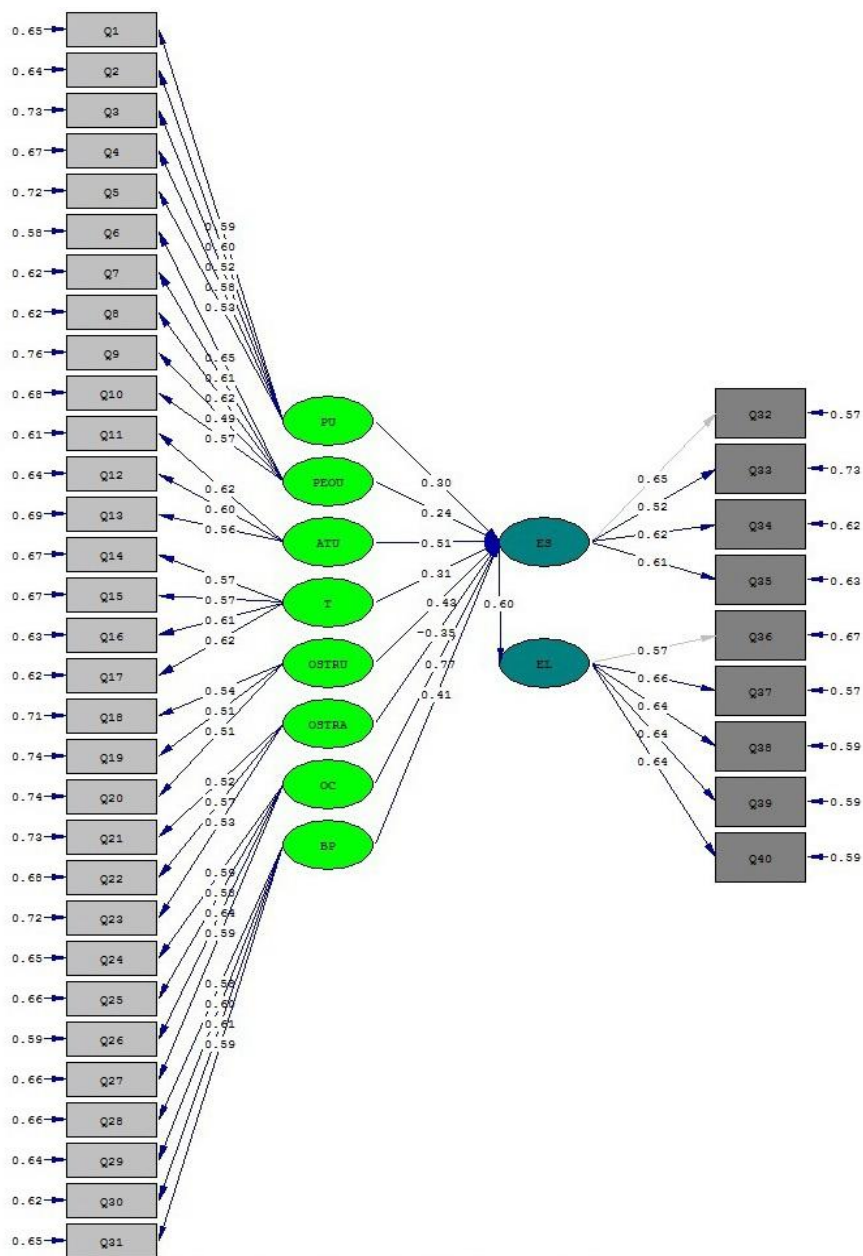 0.65 Q1
0.64 Q2
0.73 Q3
0.67 Q4
0.72 Q5
0.58 Q6
0.62 Q7
0.62 Q8
0.76 Q9
0.68 Q10
0.61 Q11
0.64 Q12
0.69 Q13
0.67 Q14
0.67 Q15
0.63 Q16
0.62 Q17
0.71 Q18
0.74 Q19
0.74 Q20
0.73 Q21
0.68 Q22
0.72 Q23
0.65 Q24
0.66 Q25
0.59 Q26
0.66 Q27
0.66 Q28
0.64 Q29
0.62 Q30
0.65 Q31
0.59
0.60
0.52
0.58
0.53
0.65
0.61
0.62
0.49
0.57
0.62
0.60
0.56
0.57
0.57
0.61
0.62
0.54
0.51
0.51
0.52
0.57
0.53
0.59
0.58
0.64
0.59
0.58
0.60
0.61
0.59
PU
PEOU
ATU
T
OSTRU
OSTRA
OC
BP
0.30
0.24
0.51
0.31
0.43
-0.35
0.77
0.41
ES
0.60
EL
0.65
0.52
0.62
0.61
0.57
0.66
0.64
0.64
0.64
Q32 0.57
Q33 0.73
Q34 0.62
Q35 0.63
Q36 0.67
Q37 0.57
Q38 0.59
Q39 0.59
Q40 0.59